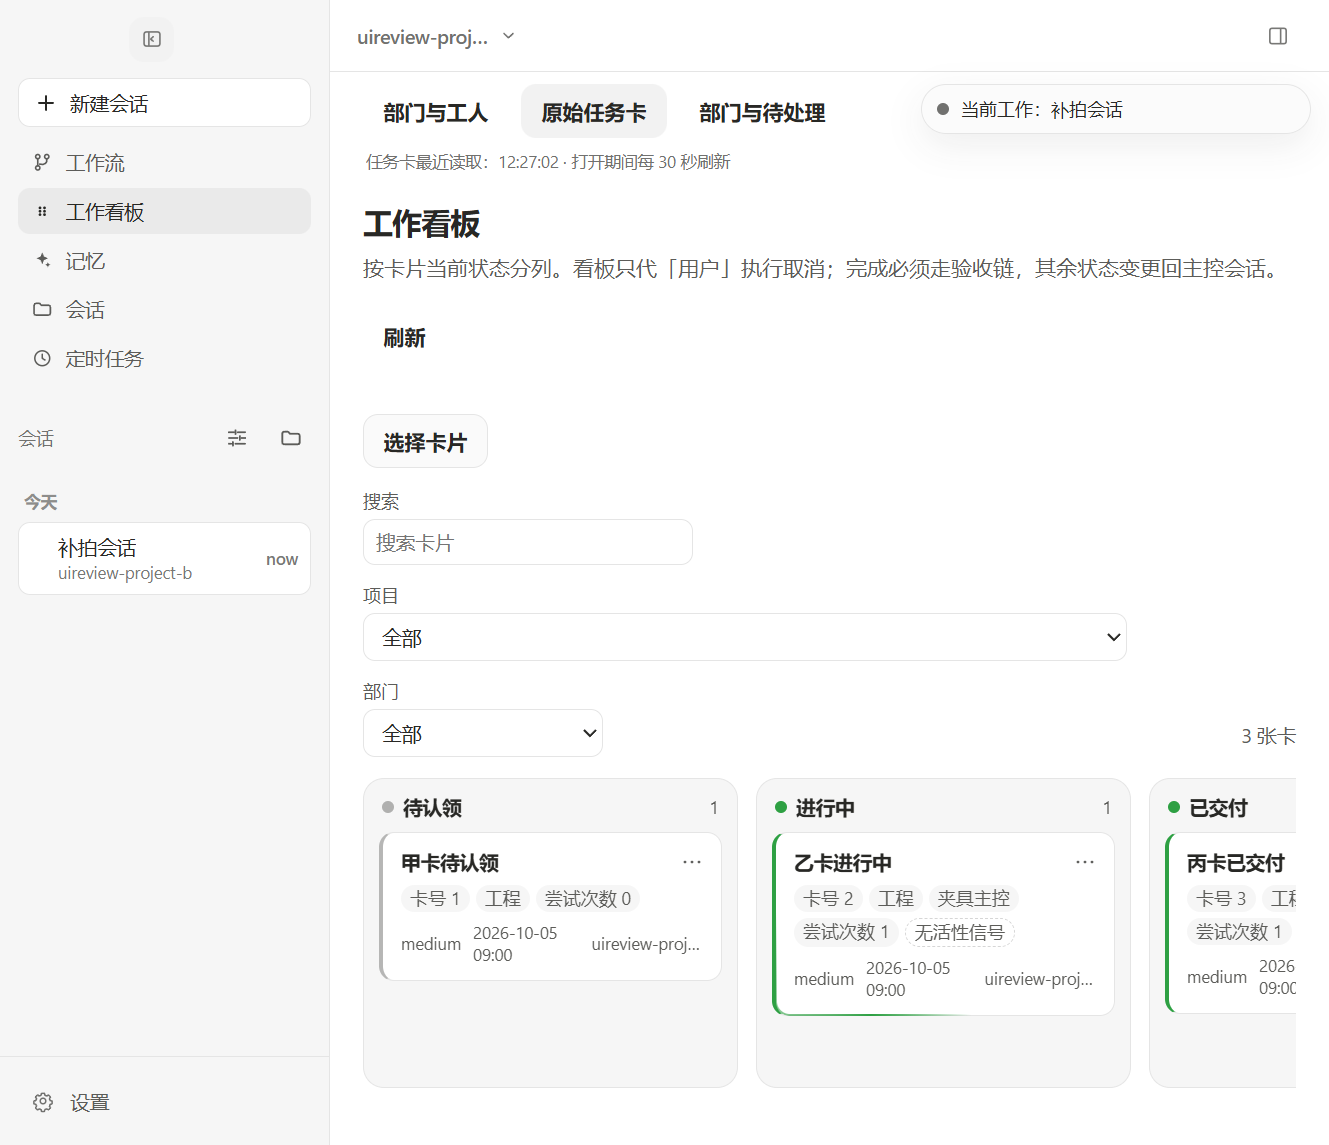 新建会话
工作流
工作看板
记忆
会话
定时任务
会话
今天
补拍会话
uireview-project-b
now
设置
uireview-proj...
部门与工人
原始任务卡
部门与待处理
当前工作：补拍会话
任务卡最近读取：12:27:02 · 打开期间每 30 秒刷新
工作看板
按卡片当前状态分列。看板只代「用户」执行取消；完成必须走验收链，其余状态变更回主控会话。
刷新
选择卡片
搜索
搜索卡片
项目
全部
部门
全部
3 张卡
待认领
1
甲卡待认领
卡号 1
工程
尝试次数 0
medium
2026-10-05
09:00
uireview-proj...
进行中
1
乙卡进行中
卡号 2
工程
夹具主控
尝试次数 1
无活性信号
medium
2026-10-05
09:00
uireview-proj...
已交付
丙卡已交付
卡号 3
工程
尝试次数 1
medium
2026
09:00